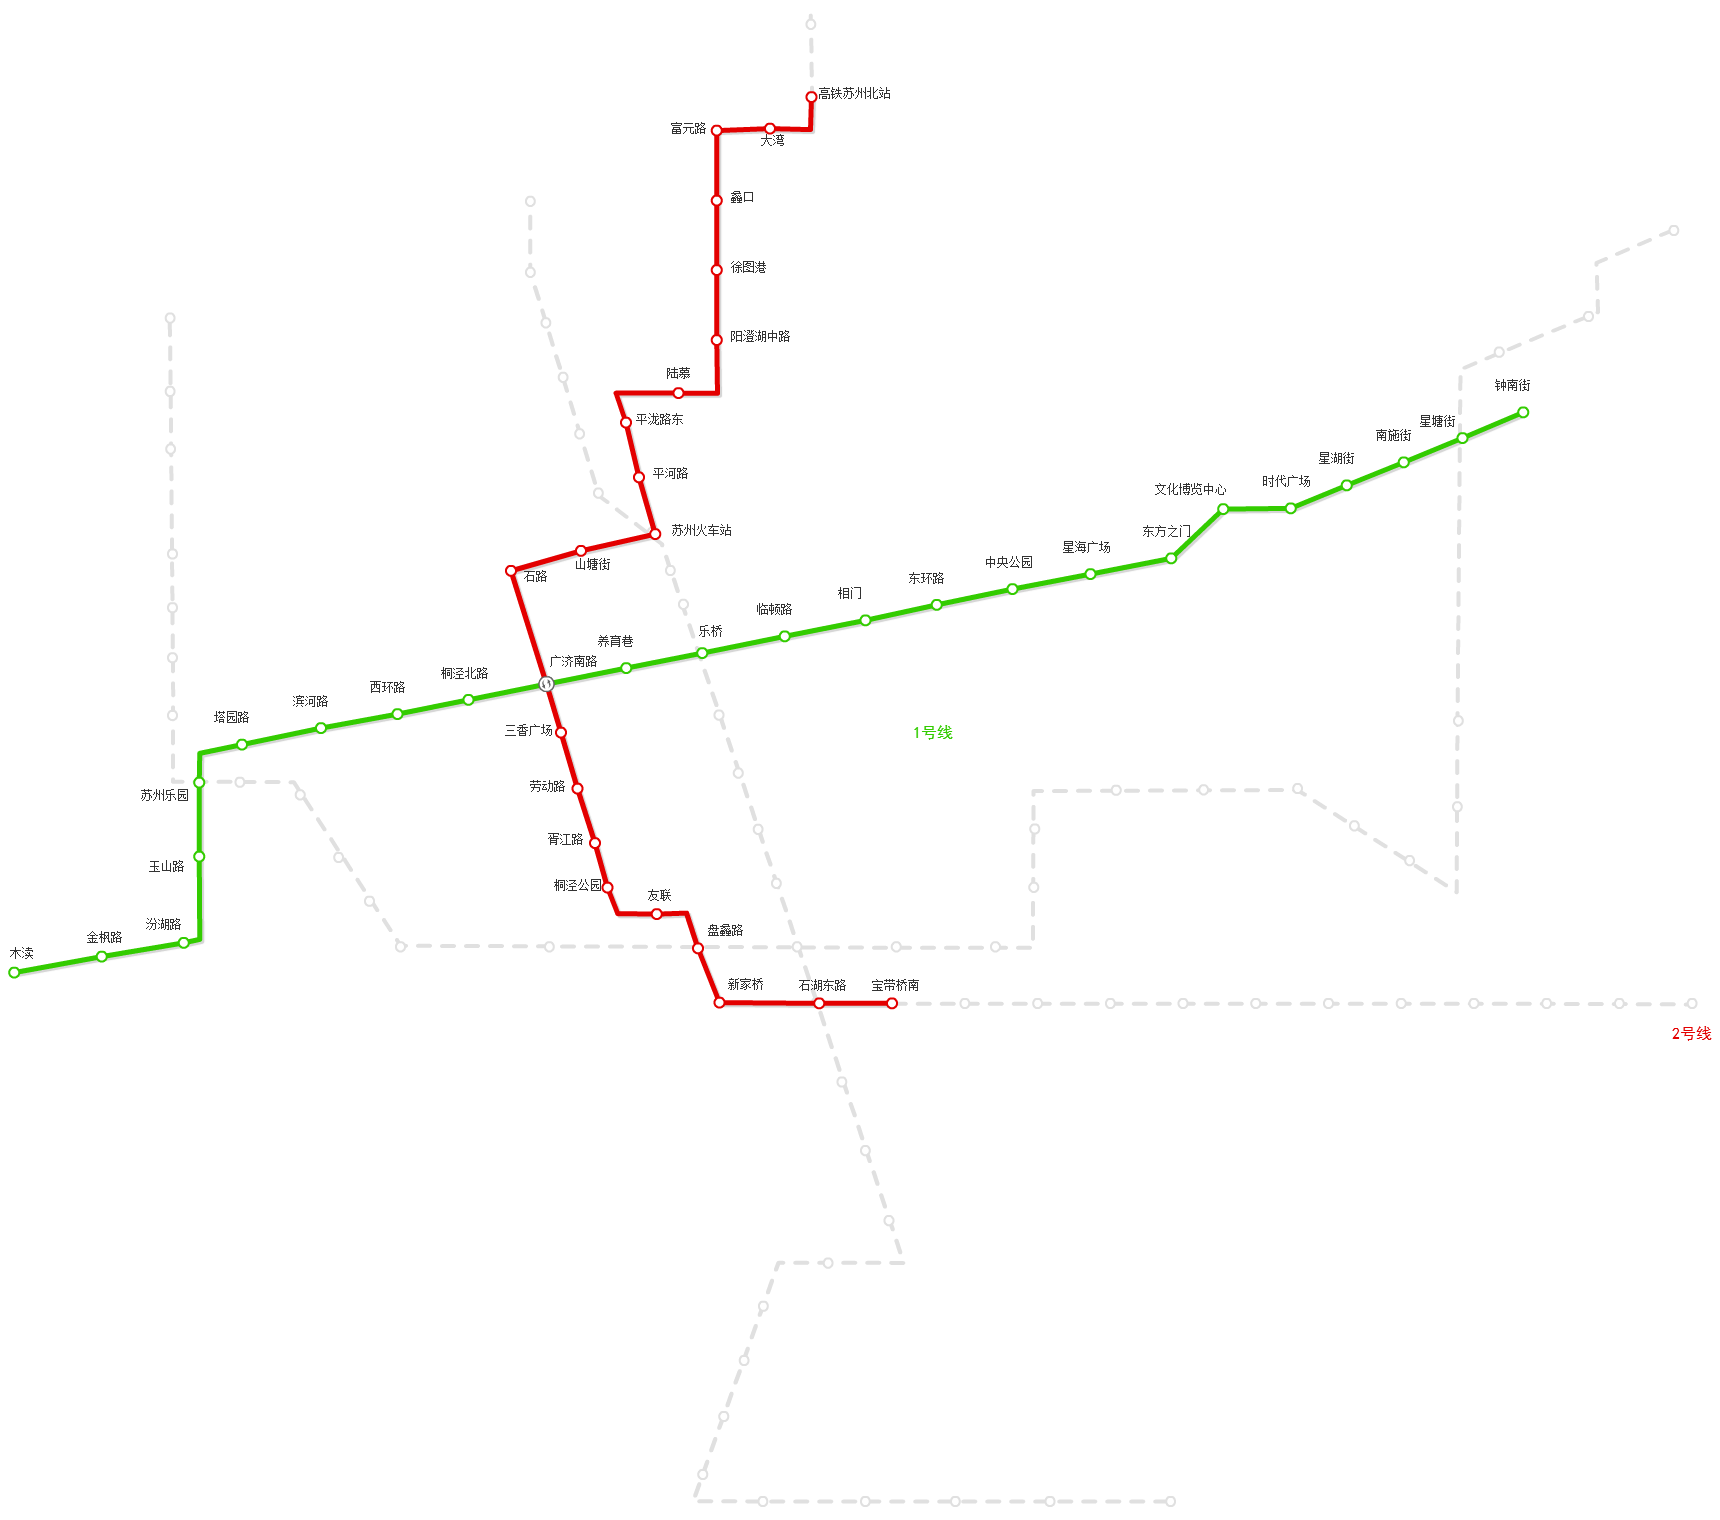 高铁苏州北站
富元路
大湾
蠡口
徐图港
阳澄湖中路
陆慕
钟南街
平泷路东
星塘街
南施街
星湖街
平河路
时代广场
文化博览中心
苏州火车站
东方之门
星海广场
山塘街
中央公园
石路
东环路
相门
临顿路
乐桥
养育巷
广济南路
桐泾北路
西环路
滨河路
塔园路
三香广场
1号线
劳动路
苏州乐园
胥江路
玉山路
桐泾公园
友联
汾湖路
盘蠡路
金枫路
木渎
新家桥
石湖东路
宝带桥南
2号线